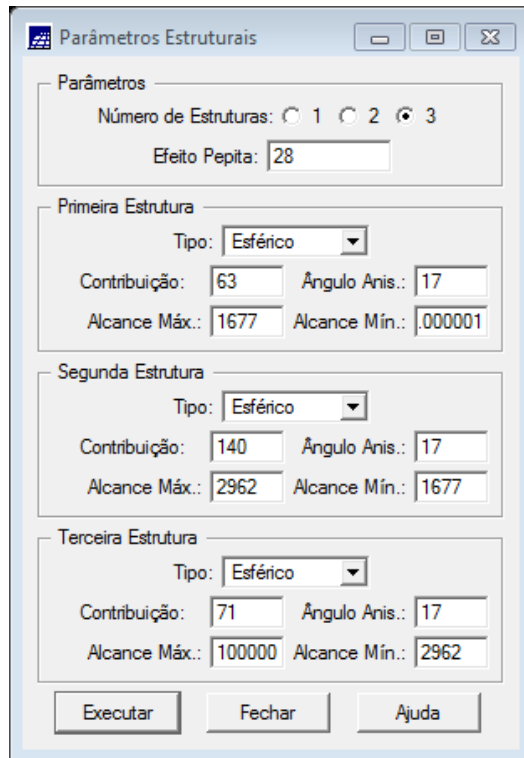 Parâmetros Estruturais
Parâmetros
Número de Estruturas: 1 2 3
Efeito Pepita: 28
Primeira Estrutura
Tipo: Esférico
Contribuição: 63 Ângulo Anis.: 17
Alcance Máx.: 1677 Alcance Mín.: .000001
Segunda Estrutura
Tipo: Esférico
Contribuição: 140 Ângulo Anis.: 17
Alcance Máx.: 2962 Alcance Mín.: 1677
Terceira Estrutura
Tipo: Esférico
Contribuição: 71 Ângulo Anis.: 17
Alcance Máx.: 100000 Alcance Mín.: 2962
Executar Fechar Ajuda